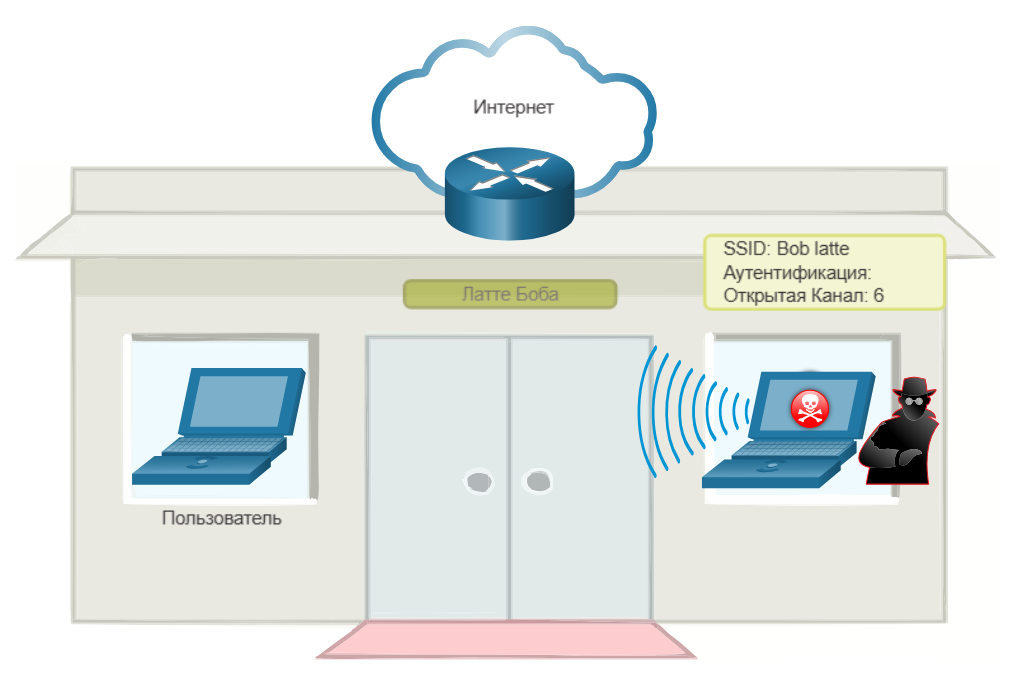 Интернет
SSID: Bob latte
Аутентификация:
Открытая Канал: 6
Латте Боба
Пользователь